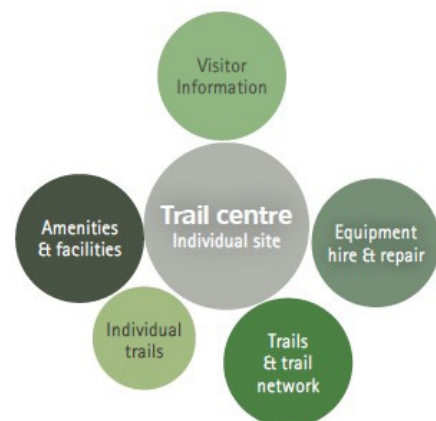 Visitor
Information
Trail centre
Individual site
Amenities
& facilities
Equipment
hire & repair
Individual
trails
Trails
& trail
network